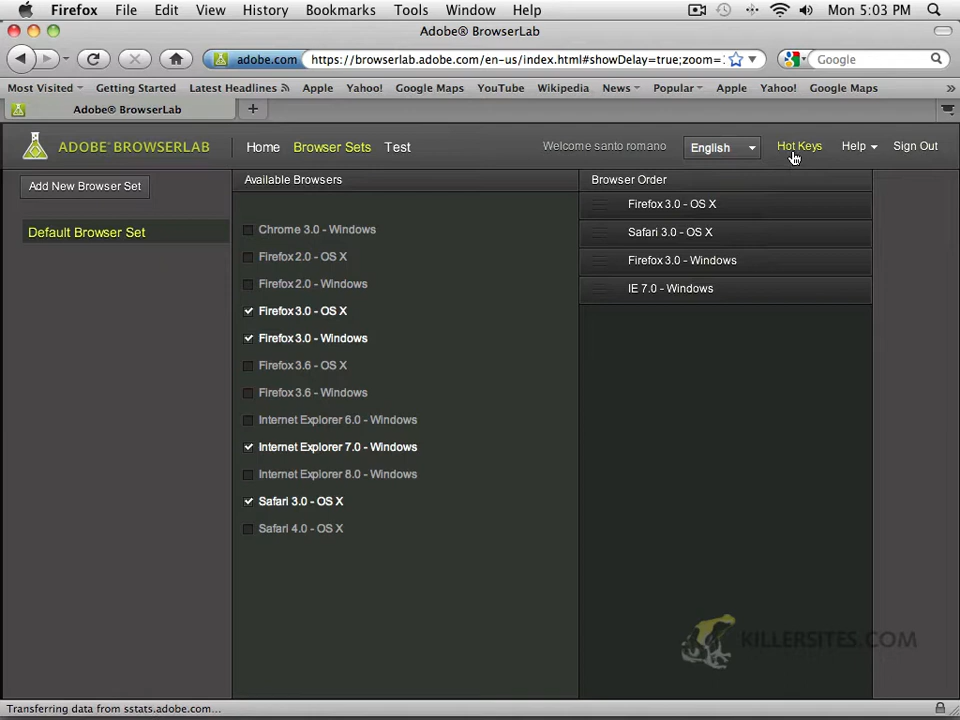 Firefox File Edit View History Bookmarks Tools Window Help Mon 5:03 PM
Adobe® BrowserLab
adobe.com https://browserlab.adobe.com/en-us/index.html#showDelay=true;zoom= Google
Most Visited Getting Started Latest Headlines Apple Yahoo! Google Maps YouTube Wikipedia News Popular Apple Yahoo! Google Maps »
Adobe® BrowserLab +
ADOBE® BROWSERLAB Home Browser Sets Test Welcome santo romano English Hot Keys Help Sign Out
Add New Browser Set Available Browsers Browser Order
Default Browser Set
Chrome 3.0 - Windows
Firefox 2.0 - OS X
Firefox 2.0 - Windows
Firefox 3.0 - OS X
Firefox 3.0 - Windows
Firefox 3.6 - OS X
Firefox 3.6 - Windows
Internet Explorer 6.0 - Windows
Internet Explorer 7.0 - Windows
Internet Explorer 8.0 - Windows
Safari 3.0 - OS X
Safari 4.0 - OS X
Firefox 3.0 - OS X
Safari 3.0 - OS X
Firefox 3.0 - Windows
IE 7.0 - Windows
KILLERSITES.COM
Transferring data from sstats.adobe.com...